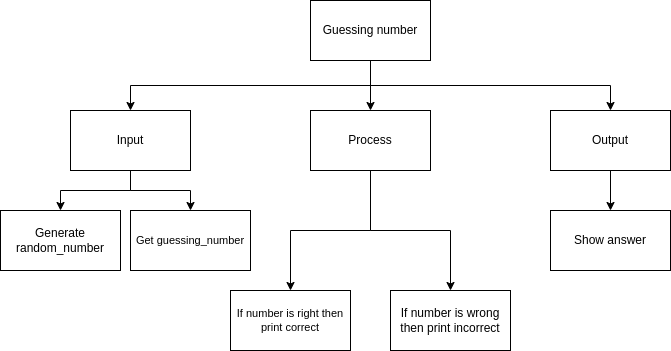 Guessing number
Input
Process
Output
Generate
random_number
Get guessing_number
Show answer
If number is right then
print correct
If number is wrong
then print incorrect